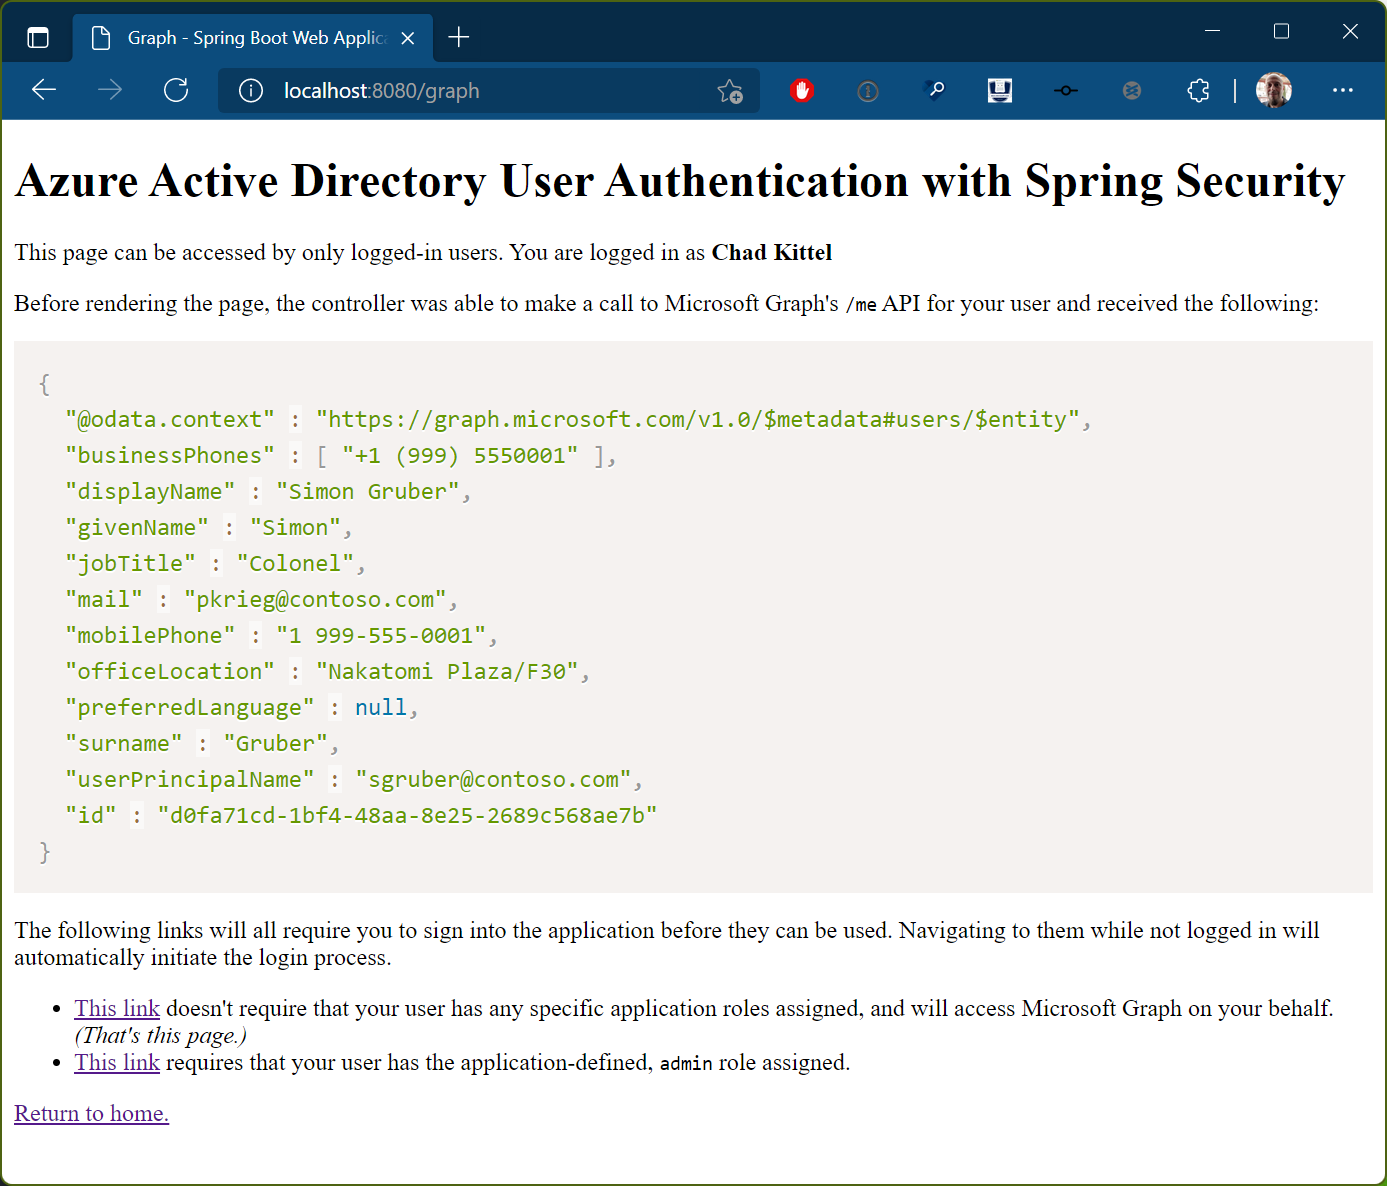 Graph - Spring Boot Web Applic
localhost:8080/graph
Azure Active Directory User Authentication with Spring Security
This page can be accessed by only logged-in users. You are logged in as Chad Kittel
Before rendering the page, the controller was able to make a call to Microsoft Graph's /me API for your user and received the following:
{
"@odata.context" : "https://graph.microsoft.com/v1.0/$metadata#users/$entity",
"businessPhones" : [ "+1 (999) 5550001" ],
"displayName" : "Simon Gruber",
"givenName" : "Simon",
"jobTitle" : "Colonel",
"mail" : "pkrieg@contoso.com",
"mobilePhone" : "1 999-555-0001",
"officeLocation" : "Nakatomi Plaza/F30",
"preferredLanguage" : null,
"surname" : "Gruber",
"userPrincipalName" : "sgruber@contoso.com",
"id" : "d0fa71cd-1bf4-48aa-8e25-2689c568ae7b"
}
The following links will all require you to sign into the application before they can be used. Navigating to them while not logged in will
automatically initiate the login process.
• This link doesn't require that your user has any specific application roles assigned, and will access Microsoft Graph on your behalf.
(That's this page.)
• This link requires that your user has the application-defined, admin role assigned.
Return to home.